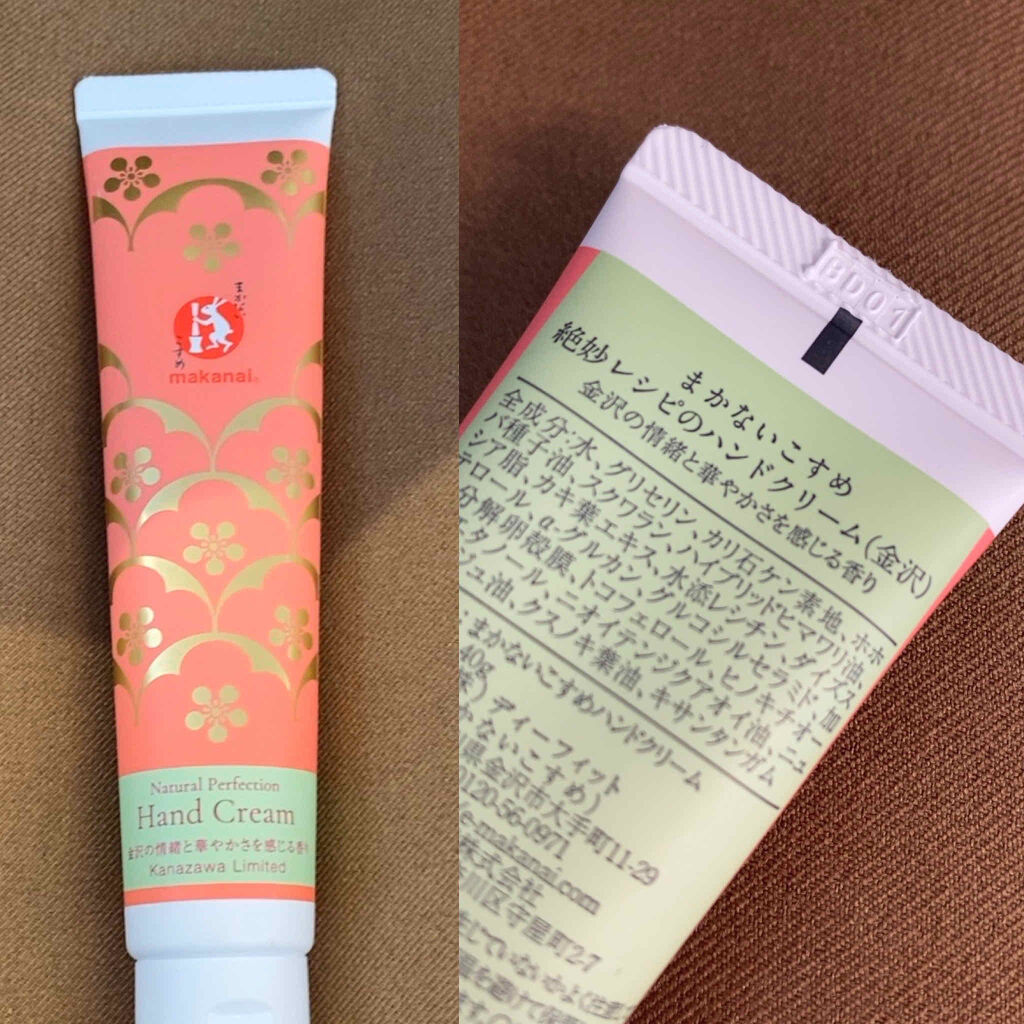 まかない
こすめ
makanai
Natural Perfection
Hand Cream
金沢の情緒と華やかさを感じる香り
Kanazawa Limited
まかないこすめ
絶妙レシピのハンドクリーム(金沢)
金沢の情緒と華やかさを感じる香り
全成分:水、グリセリン、カリ石ケン素地、ホホ
バ種子油、スクワラン、ハイブリッドヒマワリ油、
シア脂、カキ葉エキス、水添レシチン、ダイズス
テロール、α-グルカン、グルコシルセラミド、加
分解卵殻膜、トコフェロール、ヒノキチオー
タノール、ニオイテンジクアオイ油、ニュ
シュ油、クスノキ葉油、キサンタンガム
まかないこすめハンドクリーム
40g
ディーフィット
かないこすめ)
県金沢市大手町11-29
0120-56-0971
e-makanai.com
株式会社
川区守屋町2-7